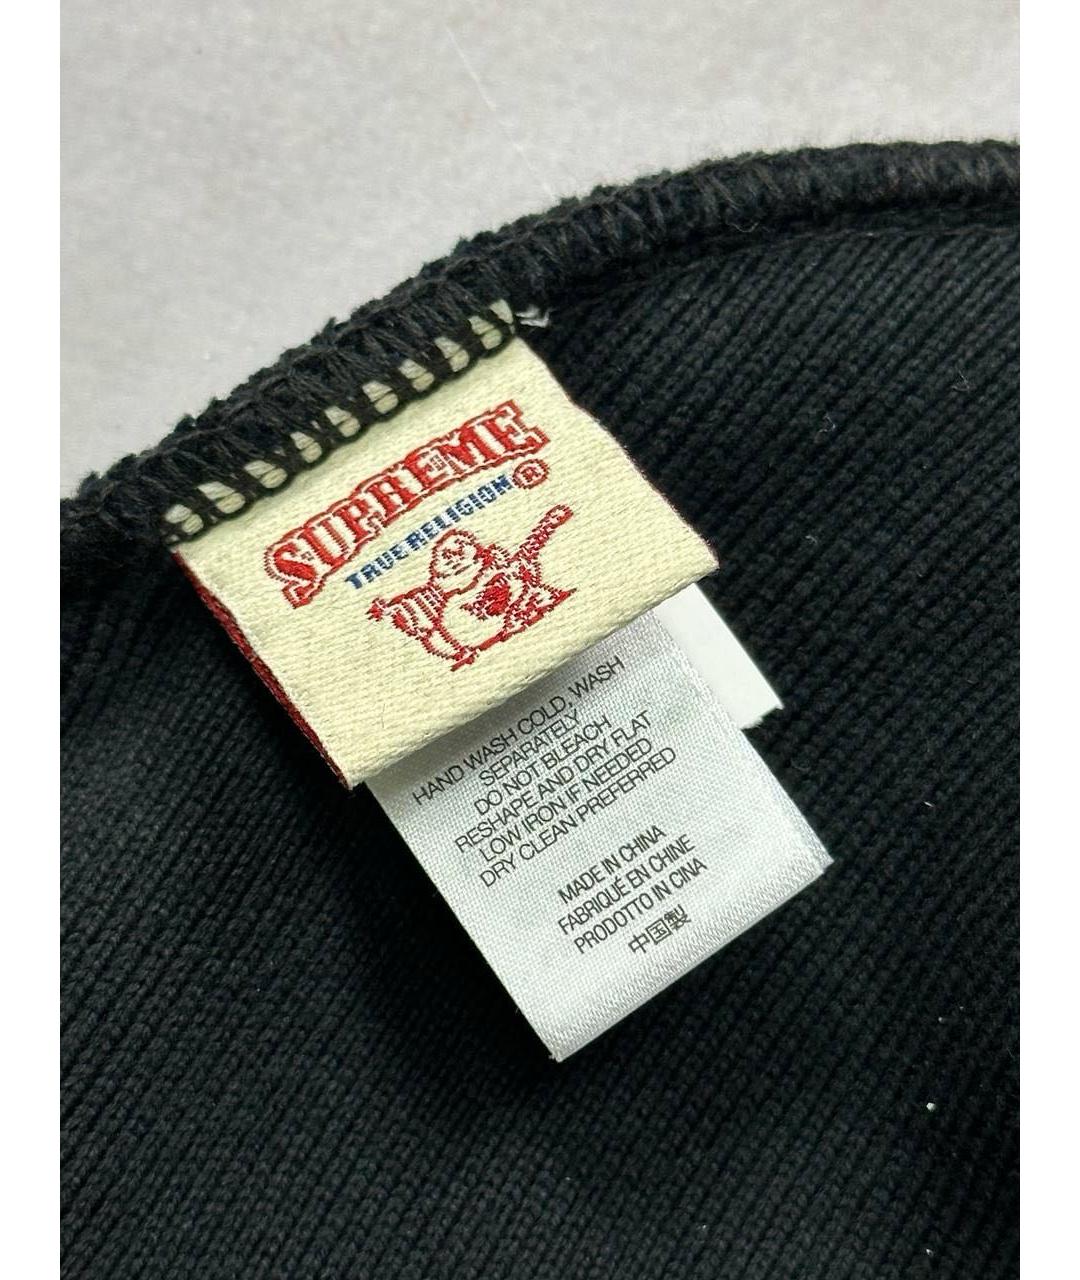 SUPREME
TRUE RELIGION®
HAND WASH COLD, WASH
SEPARATELY
DO NOT BLEACH
RESHAPE AND DRY FLAT
LOW IRON IF NEEDED
DRY CLEAN PREFERRED
MADE IN CHINA
FABRIQUÉ EN CHINE
PRODOTTO IN CINA
中国製